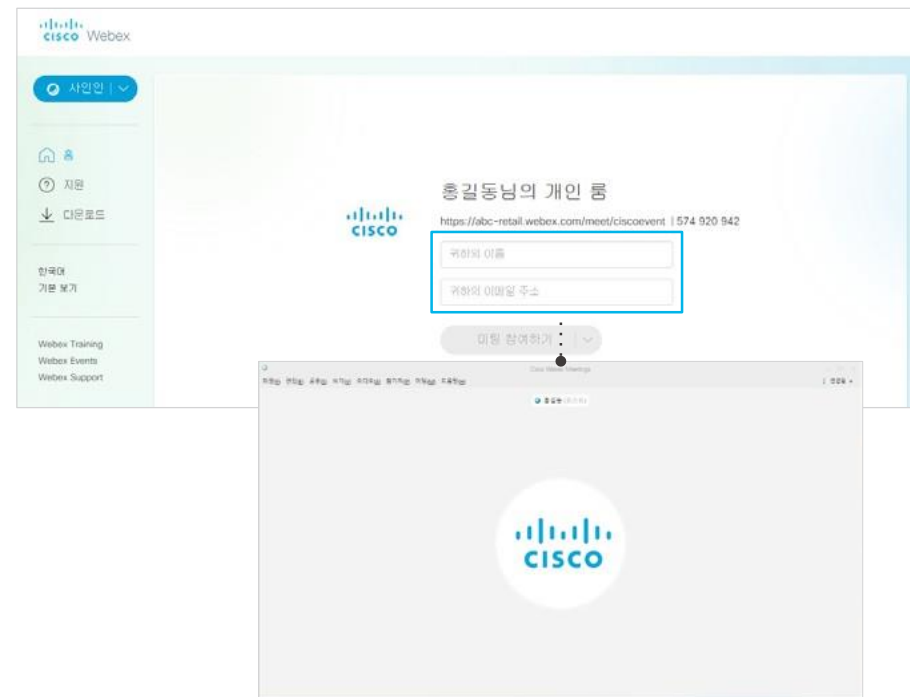 CISCO Webex
사인인
홈
지원
다운로드
한국어
기본 보기
Webex Training
Webex Events
Webex Support
홍길동님의 개인 룸
CISCO
https://abc-retail.webex.com/meet/ciscoevent | 574 920 942
귀하의 이름
귀하의 이메일 주소
미팅 참여하기
Cisco Webex Meetings
홍길동
CISCO